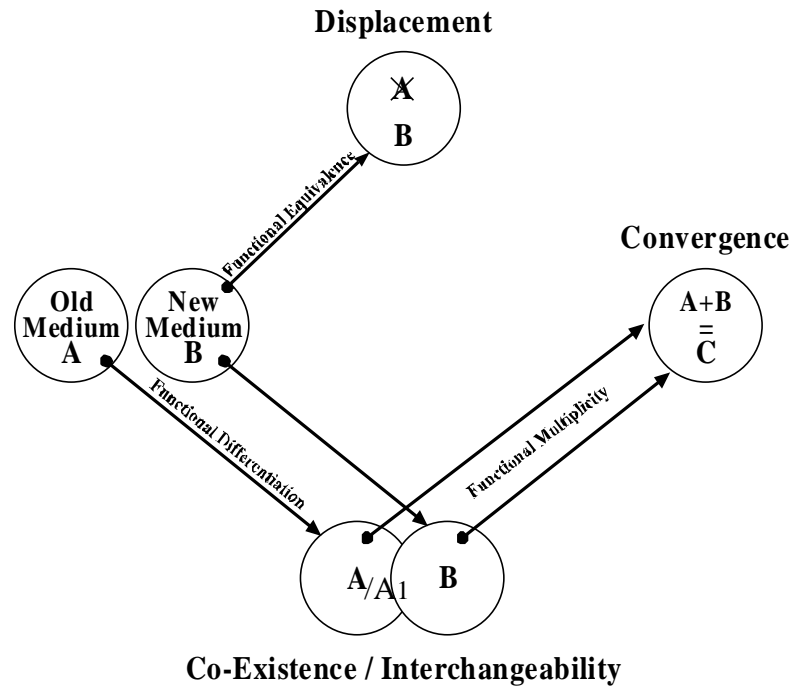 Displacement
A
B
Functional Equivalence
Convergence
Old
Medium
A
New
Medium
B
A+B
=
C
Functional Differentiation
Functional Multiplicity
A/A1
B
Co-Existence / Interchangeability